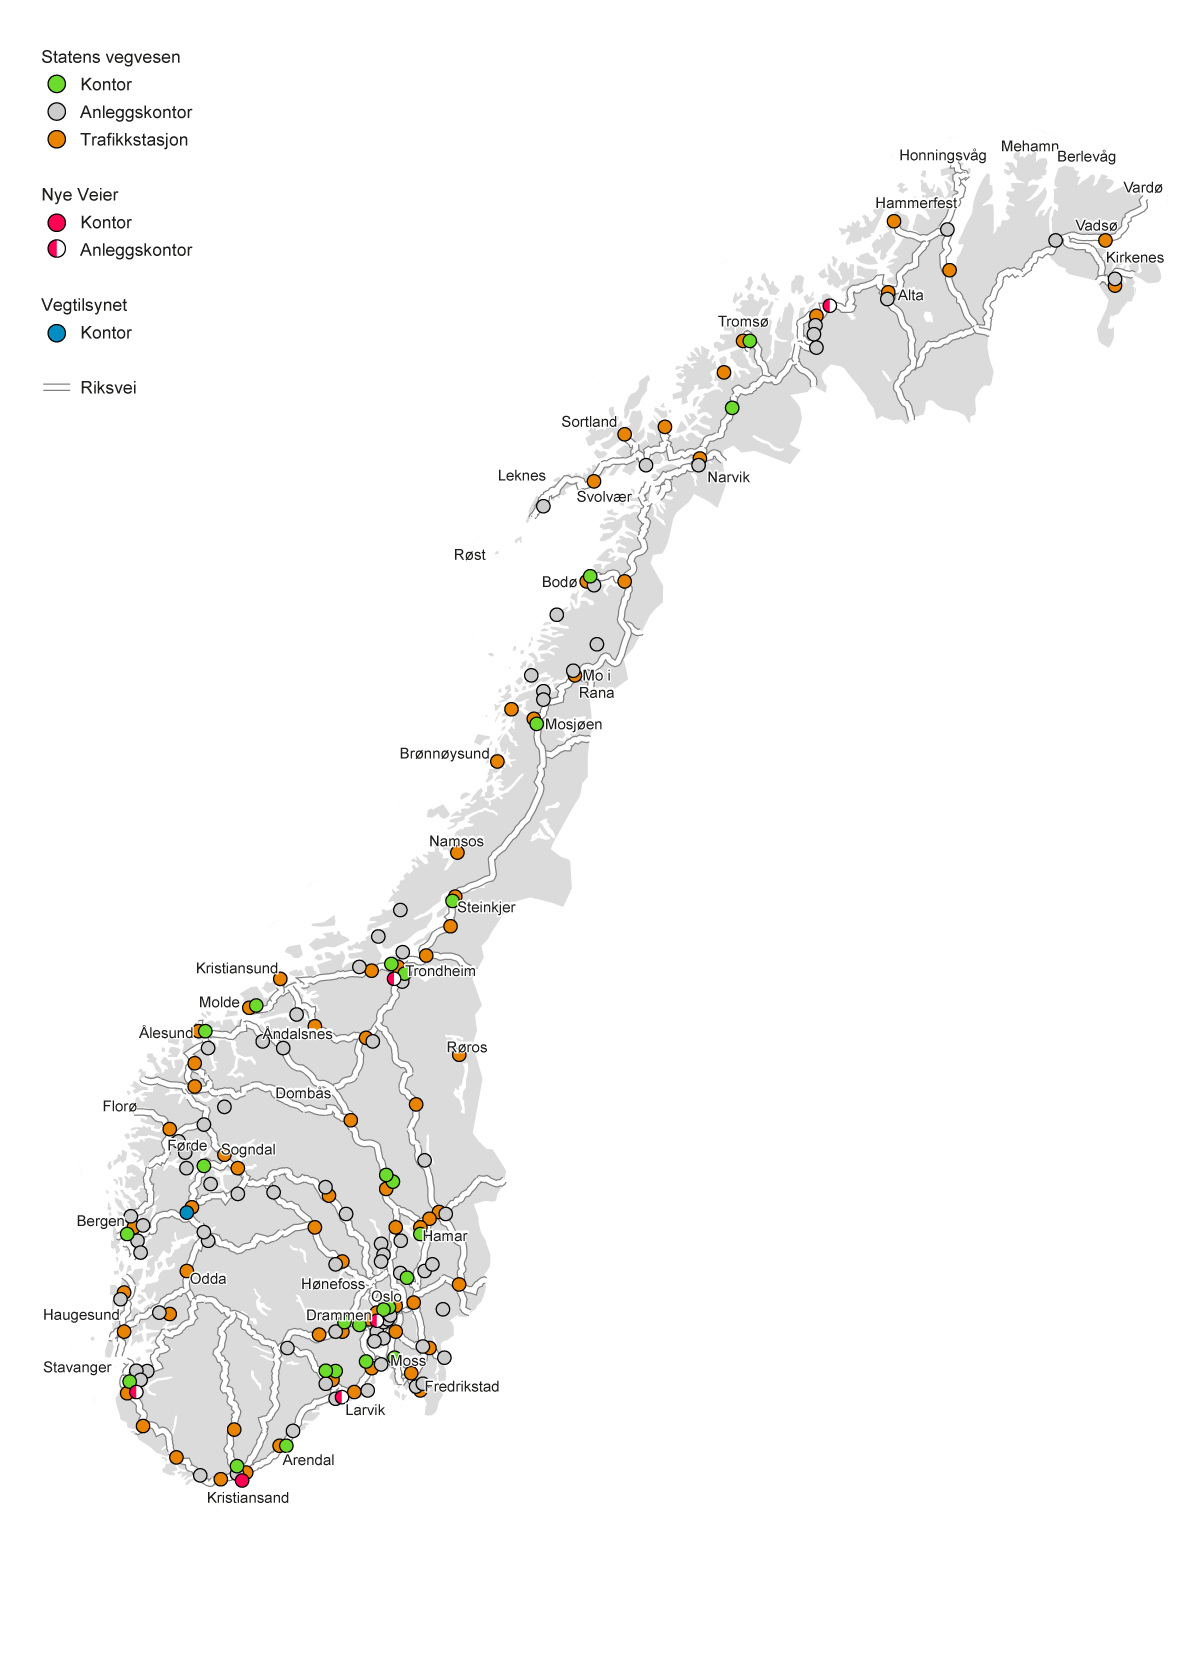 Statens vegvesen
Kontor
Anleggskontor
Trafikkstasjon
Nye Veier
Kontor
Anleggskontor
Vegtilsynet
Kontor
Riksvei
Mehamn
Honningsvåg
Berlevåg
Vardø
Hammerfest
Vadsø
Kirkenes
Alta
Tromsø
Sortland
Leknes
Narvik
Svolvær
Røst
Bodø
Mo i
Rana
Mosjøen
Brønnøysund
Namsos
Steinkjer
Kristiansund
Trondheim
Molde
Ålesund
Åndalsnes
Røros
Dombås
Florø
Førde
Sogndal
Bergen
Hamar
Odda
Hønefoss
Oslo
Haugesund
Drammen
Moss
Stavanger
Fredrikstad
Larvik
Arendal
Kristiansand